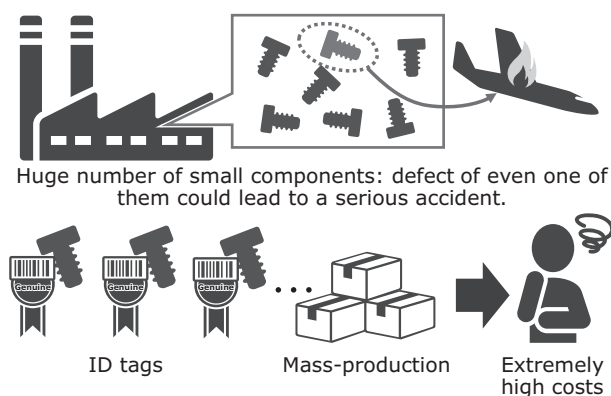 Huge number of small components: defect of even one of
them could lead to a serious accident.
Genuine
Genuine
Genuine
ID tags
Mass-production
Extremely
high costs